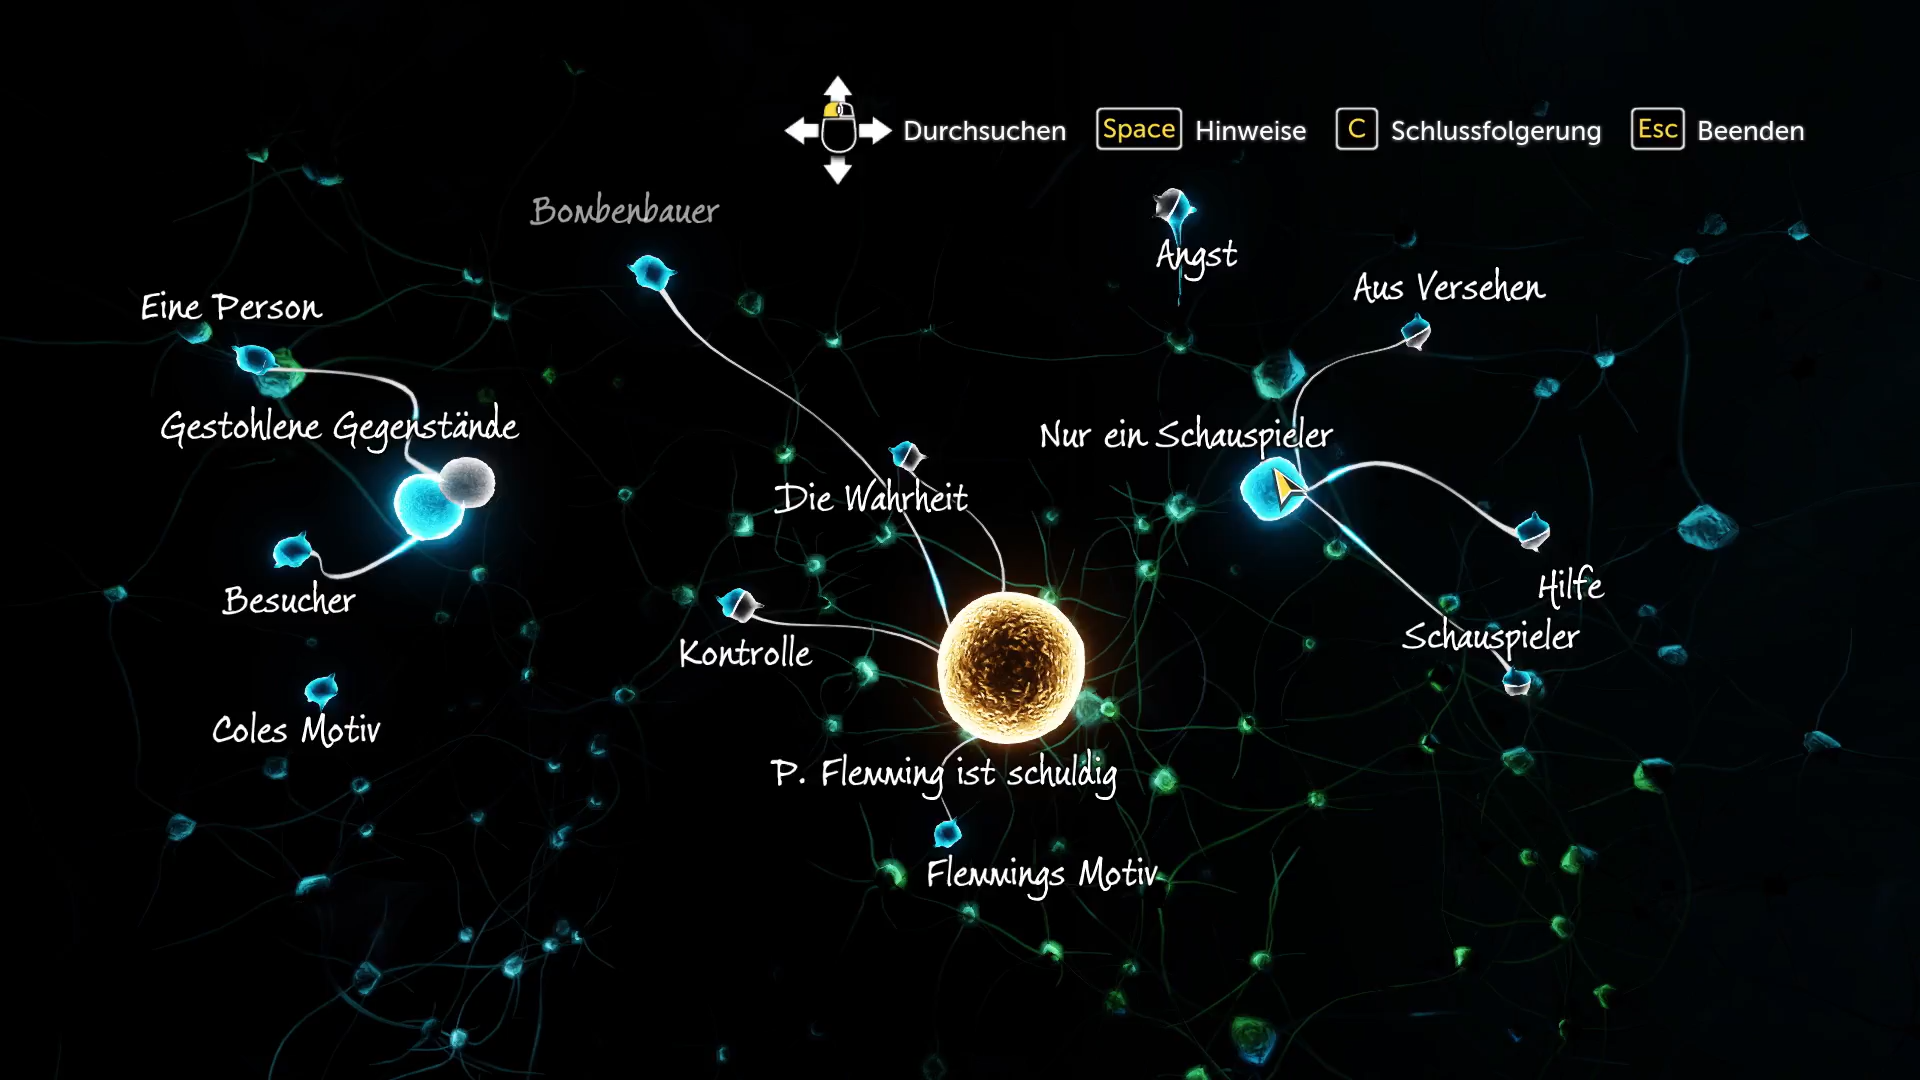 Durchsuchen
Space Hinweise
C Schlussfolgerung
Esc Beenden
Bombenbauer
Angst
Aus Versehen
Eine Person
Gestohlene Gegenstände
Nur ein Schauspieler
Die Wahrheit
Hilfe
Besucher
Schauspieler
Kontrolle
Coles Motiv
P. Flemming ist schuldig
Flemmings Motiv